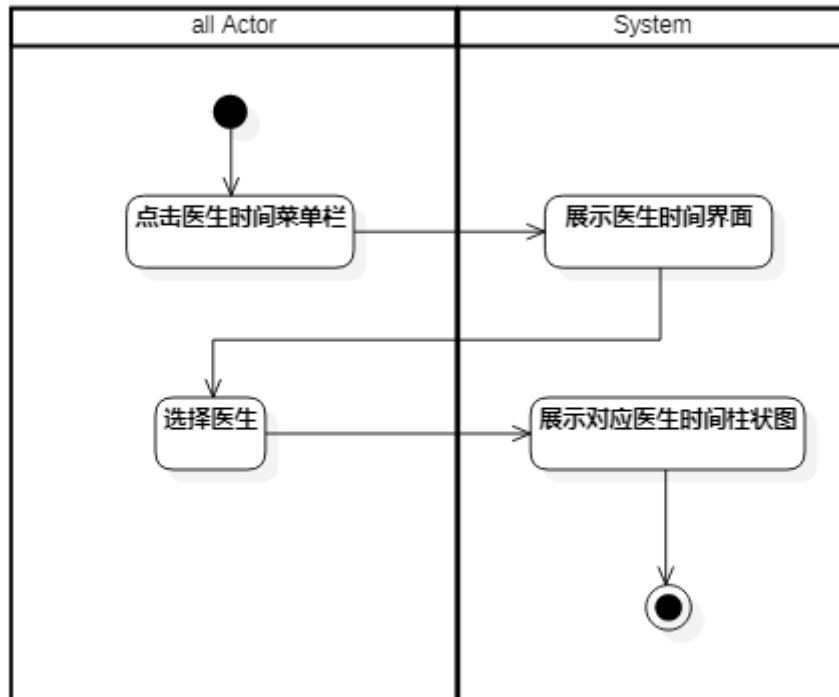 all Actor
System
点击医生时间菜单栏
展示医生时间界面
选择医生
展示对应医生时间柱状图